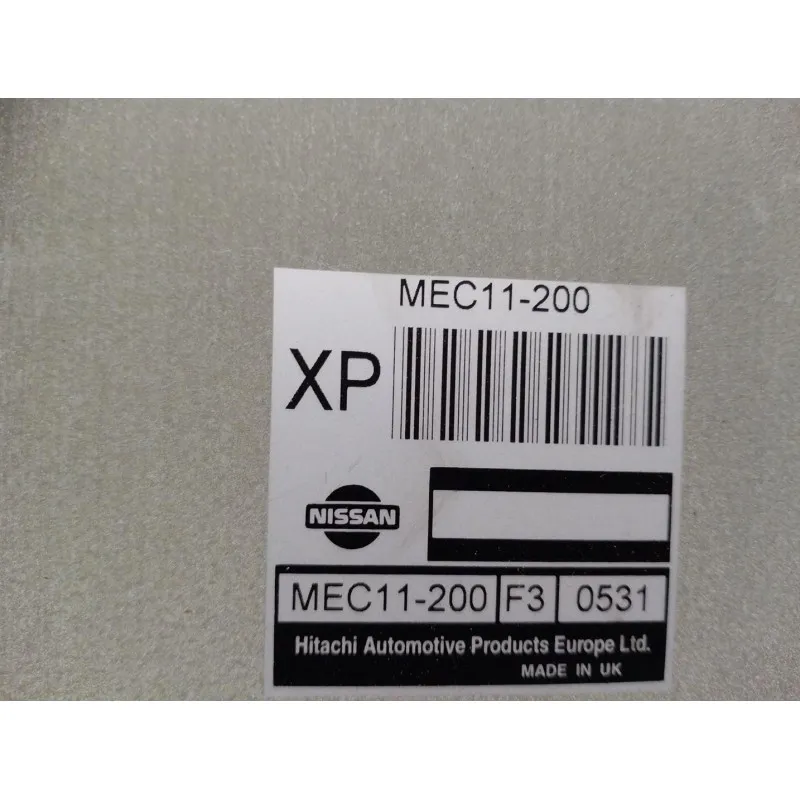 MEC11-200
XP
NISSAN
MEC11-200 F3 0531
Hitachi Automotive Products Europe Ltd.
MADE IN UK